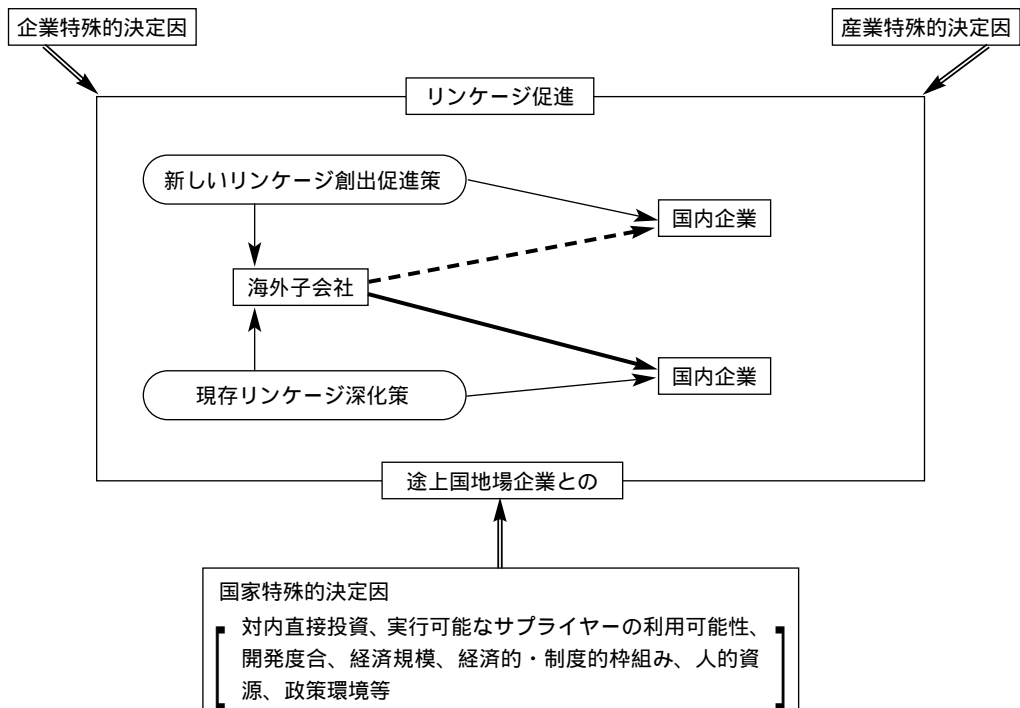 企業特殊的決定因
産業特殊的決定因
リンケージ促進
新しいリンケージ創出促進策
国内企業
海外子会社
国内企業
現存リンケージ深化策
途上国地場企業との
国家特殊的決定因
対内直接投資、実行可能なサプライヤーの利用可能性、
開発度合、経済規模、経済的・制度的枠組み、人的資
源、政策環境等